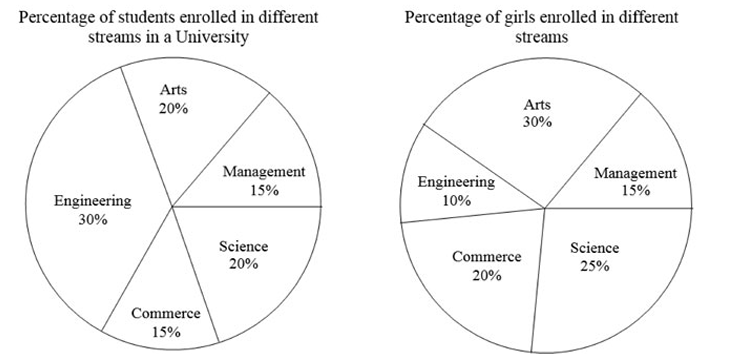 Percentage of students enrolled in different
streams in a University
Arts
20%
Management
15%
Engineering
30%
Science
20%
Commerce
15%
Percentage of girls enrolled in different
streams
Arts
30%
Management
15%
Engineering
10%
Commerce
20%
Science
25%